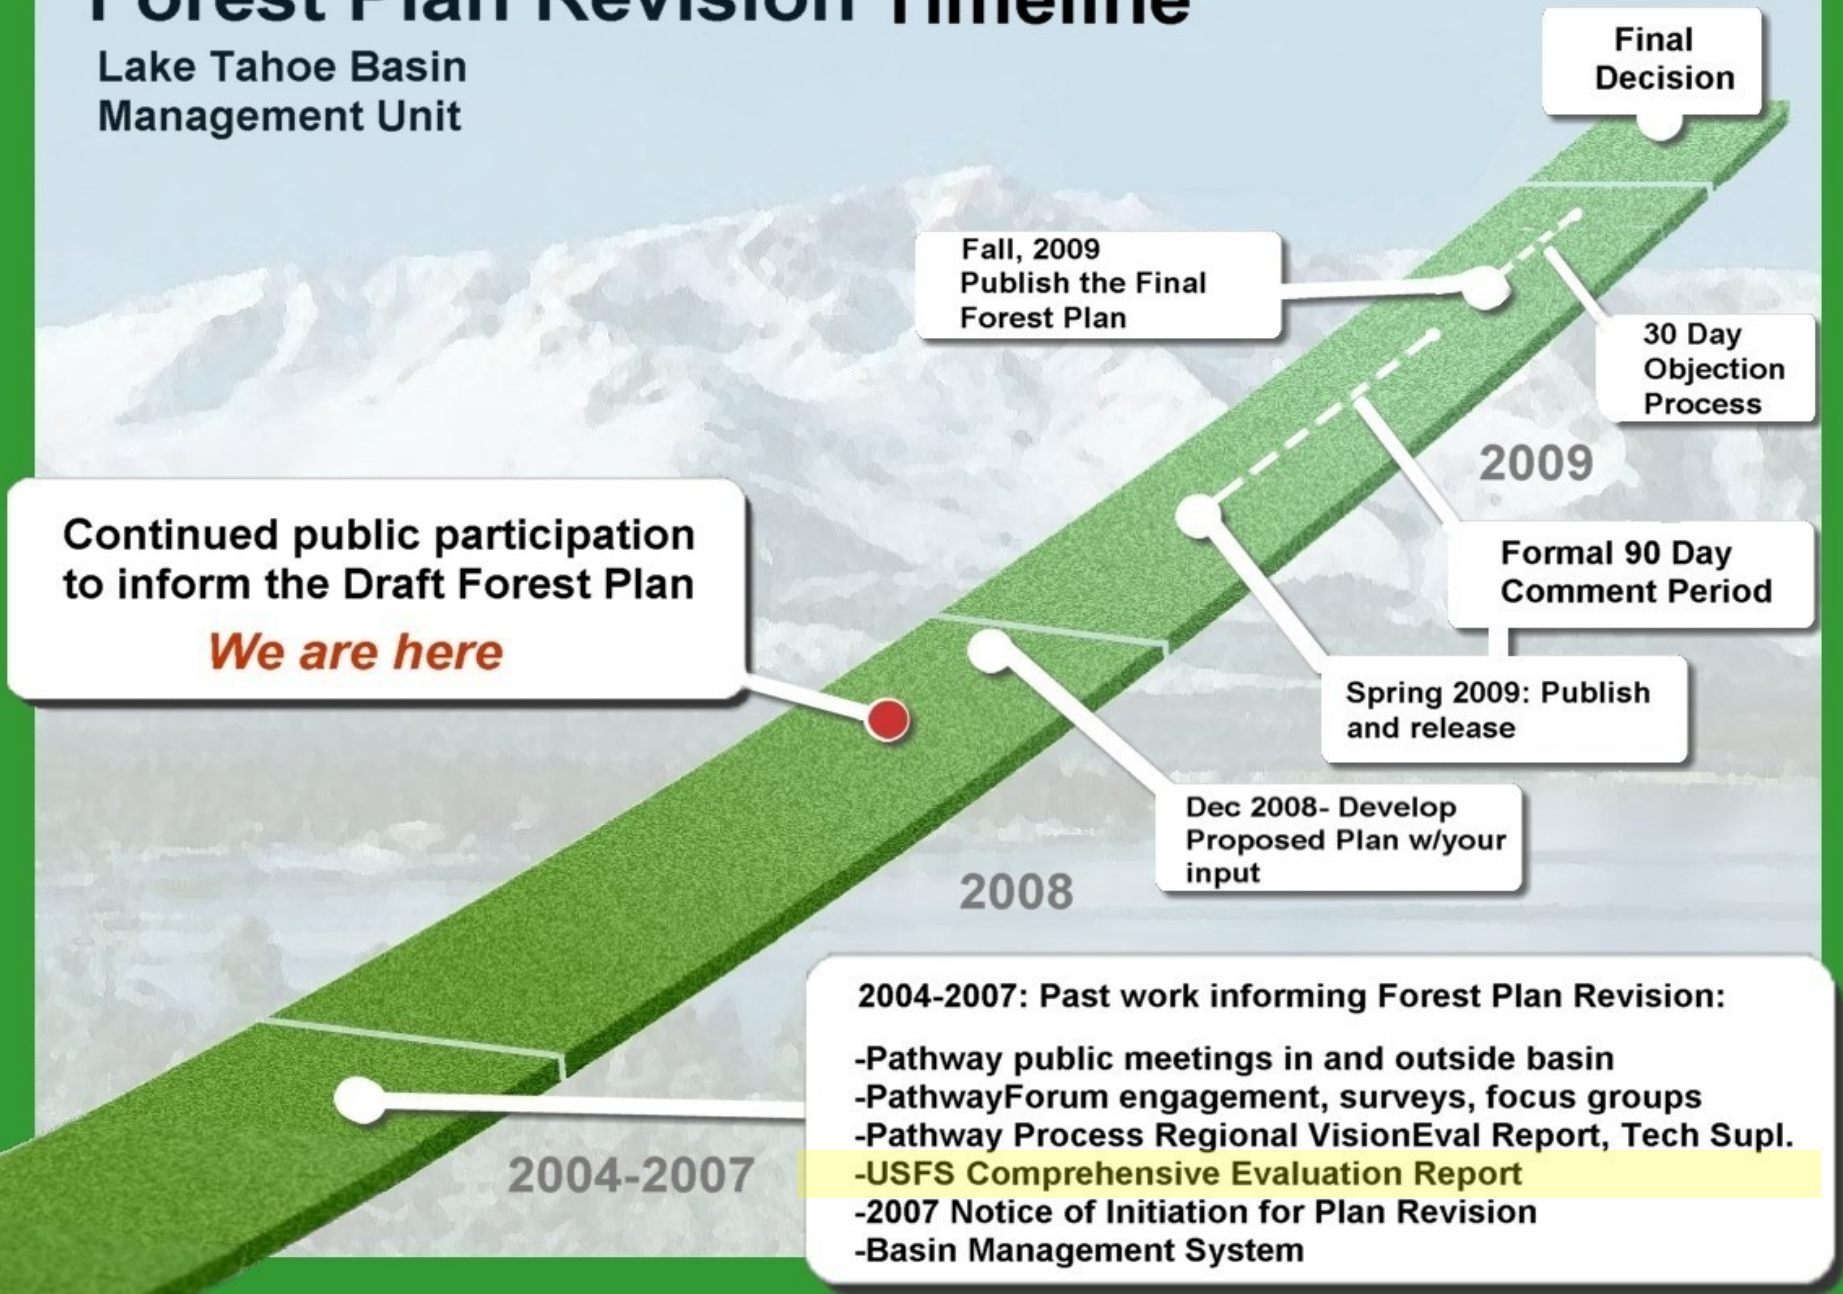 Forest Plan Revision Timeline
Lake Tahoe Basin
Management Unit
Final
Decision
Fall, 2009
Publish the Final
Forest Plan
30 Day
Objection
Process
2009
Continued public participation
to inform the Draft Forest Plan
We are here
Formal 90 Day
Comment Period
Spring 2009: Publish
and release
Dec 2008- Develop
Proposed Plan w/your
input
2008
2004-2007: Past work informing Forest Plan Revision:
-Pathway public meetings in and outside basin
-PathwayForum engagement, surveys, focus groups
-Pathway Process Regional VisionEval Report, Tech Supl.
-USFS Comprehensive Evaluation Report
-2007 Notice of Initiation for Plan Revision
-Basin Management System
2004-2007